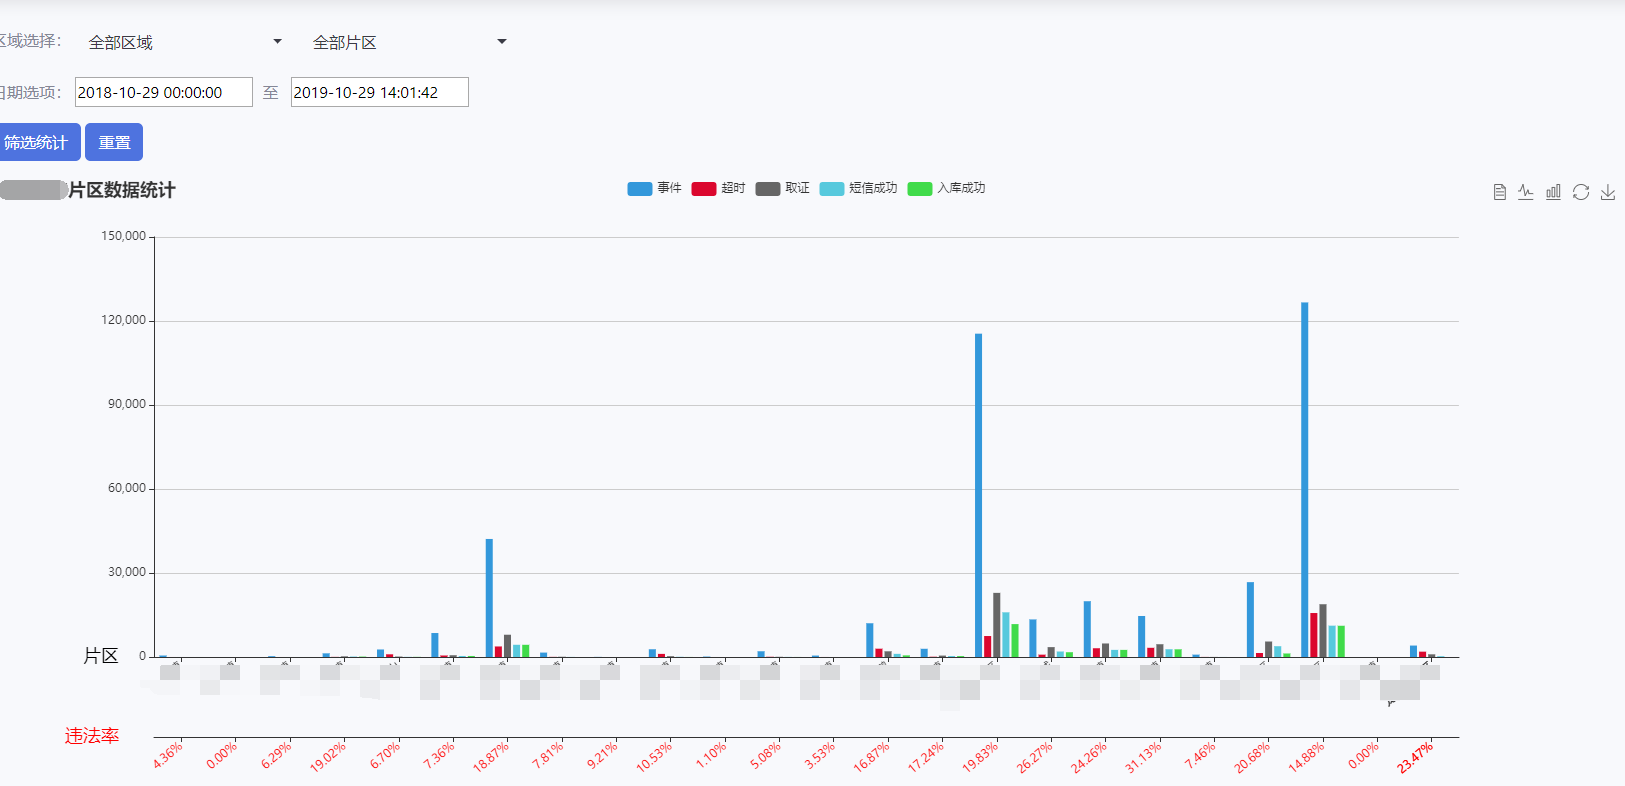 区域选择： 全部区域 全部片区
日期选项： 2018-10-29 00:00:00 至 2019-10-29 14:01:42
筛选统计 重置
片区数据统计
事件 超时 取证 短信成功 入库成功
150,000
120,000
90,000
60,000
30,000
0
片区
违法率
4.36% 0.00% 6.29% 19.02% 6.70% 7.36% 18.87% 7.81% 9.21% 10.53% 1.10% 5.08% 3.53% 16.87% 17.24% 19.83% 26.27% 24.26% 31.13% 7.46% 20.68% 14.88% 0.00% 23.47%